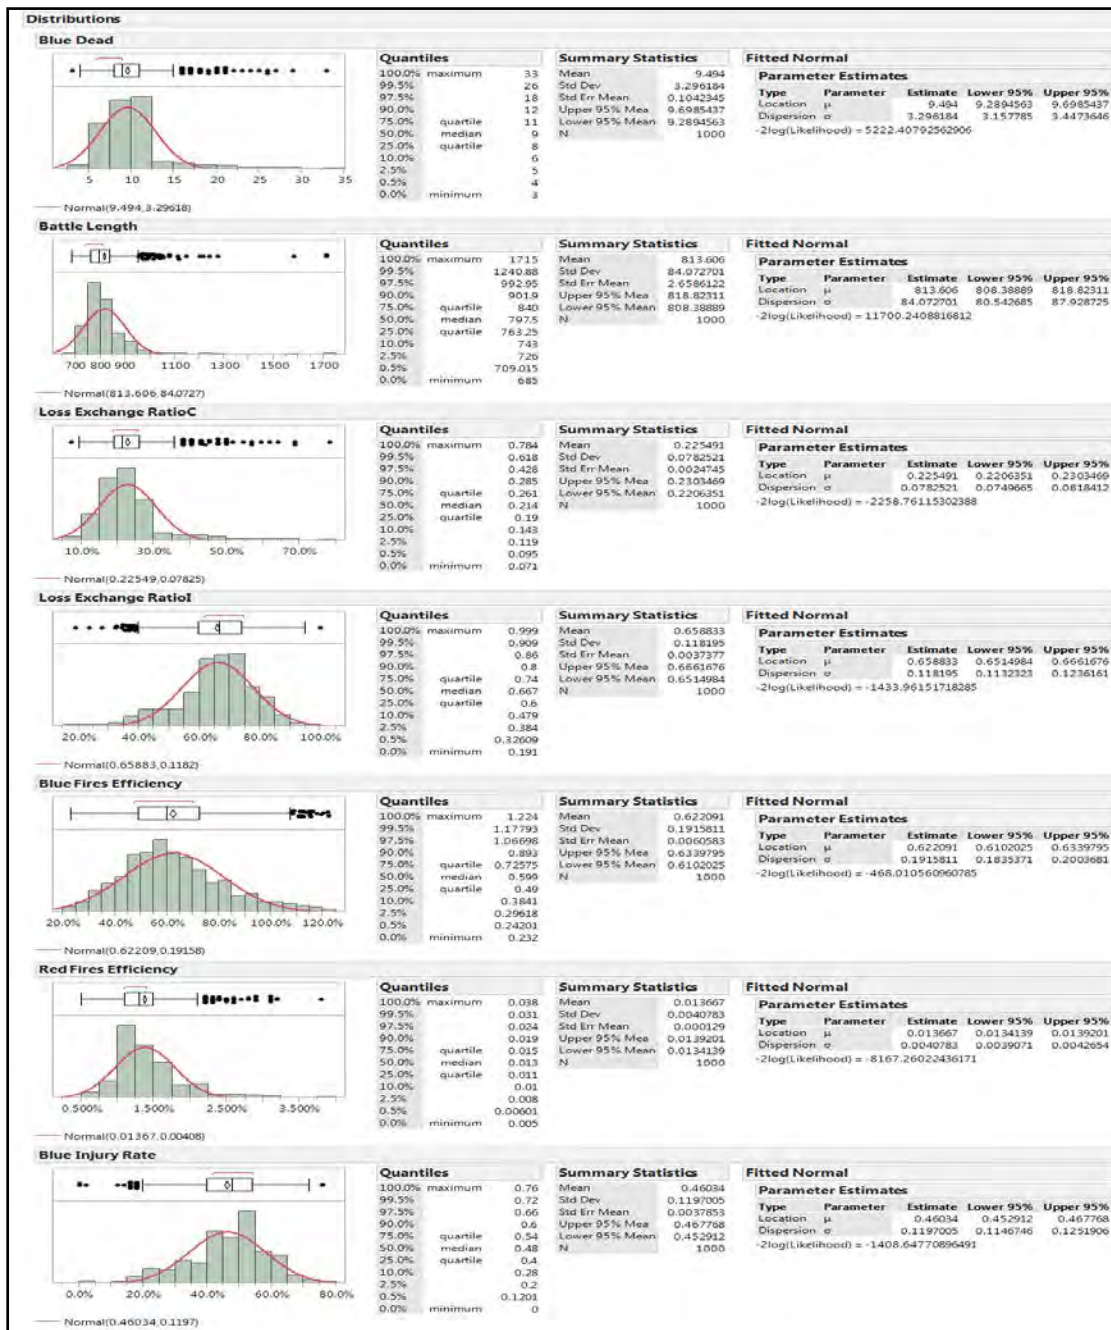 Distributions
Blue Dead
5 10 15 20 25 30 35
Normal(9.494,3.29618)
Quantiles
100.0% maximum 33
99.5% 26
97.5% 18
90.0% 12
75.0% quartile 11
50.0% median 9
25.0% quartile 8
10.0% 6
2.5% 5
0.5% 4
0.0% minimum 3
Summary Statistics
Mean 9.494
Std Dev 3.296184
Std Err Mean 0.1042345
Upper 95% Mea 9.6985437
Lower 95% Mean 9.2894563
N 1000
Fitted Normal
Parameter Estimates
Type Parameter Estimate Lower 95% Upper 95%
Location μ 9.494 9.2894563 9.6985437
Dispersion σ 3.296184 3.157785 3.4473646
-2log(Likelihood) = 5222.40792562906
Battle Length
700 800 900 1100 1300 1500 1700
Normal(813.606,84.0727)
Quantiles
100.0% maximum 1715
99.5% 1240.88
97.5% 992.95
90.0% 901.9
75.0% quartile 840
50.0% median 797.5
25.0% quartile 763.25
10.0% 743
2.5% 726
0.5% 709.015
0.0% minimum 685
Summary Statistics
Mean 813.606
Std Dev 84.072701
Std Err Mean 2.6586122
Upper 95% Mea 818.82311
Lower 95% Mean 808.38889
N 1000
Fitted Normal
Parameter Estimates
Type Parameter Estimate Lower 95% Upper 95%
Location μ 813.606 808.38889 818.82311
Dispersion σ 84.072701 80.542685 87.928725
-2log(Likelihood) = 11700.2408816812
Loss Exchange RatioC
10.0% 30.0% 50.0% 70.0%
Normal(0.22549,0.07825)
Quantiles
100.0% maximum 0.784
99.5% 0.618
97.5% 0.428
90.0% 0.285
75.0% quartile 0.261
50.0% median 0.214
25.0% quartile 0.19
10.0% 0.143
2.5% 0.119
0.5% 0.095
0.0% minimum 0.071
Summary Statistics
Mean 0.225491
Std Dev 0.0782521
Std Err Mean 0.0024745
Upper 95% Mea 0.2303469
Lower 95% Mean 0.2206351
N 1000
Fitted Normal
Parameter Estimates
Type Parameter Estimate Lower 95% Upper 95%
Location μ 0.225491 0.2206351 0.2303469
Dispersion σ 0.0782521 0.0749665 0.0818412
-2log(Likelihood) = -2258.76115302388
Loss Exchange RatioI
20.0% 40.0% 60.0% 80.0% 100.0%
Normal(0.65883,0.1182)
Quantiles
100.0% maximum 0.999
99.5% 0.909
97.5% 0.86
90.0% 0.8
75.0% quartile 0.74
50.0% median 0.667
25.0% quartile 0.6
10.0% 0.479
2.5% 0.384
0.5% 0.32609
0.0% minimum 0.191
Summary Statistics
Mean 0.658833
Std Dev 0.118195
Std Err Mean 0.0037377
Upper 95% Mea 0.6661676
Lower 95% Mean 0.6514984
N 1000
Fitted Normal
Parameter Estimates
Type Parameter Estimate Lower 95% Upper 95%
Location μ 0.658833 0.6514984 0.6661676
Dispersion σ 0.118195 0.1132323 0.1236161
-2log(Likelihood) = -1433.96151718285
Blue Fires Efficiency
20.0% 40.0% 60.0% 80.0% 100.0% 120.0%
Normal(0.62209,0.19158)
Quantiles
100.0% maximum 1.224
99.5% 1.17793
97.5% 1.06698
90.0% 0.893
75.0% quartile 0.72575
50.0% median 0.599
25.0% quartile 0.49
10.0% 0.3841
2.5% 0.29618
0.5% 0.24201
0.0% minimum 0.232
Summary Statistics
Mean 0.622091
Std Dev 0.1915811
Std Err Mean 0.0060583
Upper 95% Mea 0.6339795
Lower 95% Mean 0.6102025
N 1000
Fitted Normal
Parameter Estimates
Type Parameter Estimate Lower 95% Upper 95%
Location μ 0.622091 0.6102025 0.6339795
Dispersion σ 0.1915811 0.1835371 0.2003681
-2log(Likelihood) = -468.010560960785
Red Fires Efficiency
0.500% 1.500% 2.500% 3.500%
Normal(0.01367,0.00408)
Quantiles
100.0% maximum 0.038
99.5% 0.031
97.5% 0.024
90.0% 0.019
75.0% quartile 0.015
50.0% median 0.013
25.0% quartile 0.011
10.0% 0.01
2.5% 0.008
0.5% 0.00601
0.0% minimum 0.005
Summary Statistics
Mean 0.013667
Std Dev 0.0040783
Std Err Mean 0.000129
Upper 95% Mea 0.0139201
Lower 95% Mean 0.0134139
N 1000
Fitted Normal
Parameter Estimates
Type Parameter Estimate Lower 95% Upper 95%
Location μ 0.013667 0.0134139 0.0139201
Dispersion σ 0.0040783 0.0039071 0.0042654
-2log(Likelihood) = -8167.26022436171
Blue Injury Rate
0.0% 20.0% 40.0% 60.0% 80.0%
Normal(0.46034,0.1197)
Quantiles
100.0% maximum 0.76
99.5% 0.72
97.5% 0.66
90.0% 0.6
75.0% quartile 0.54
50.0% median 0.48
25.0% quartile 0.4
10.0% 0.28
2.5% 0.2
0.5% 0.1201
0.0% minimum 0
Summary Statistics
Mean 0.46034
Std Dev 0.1197005
Std Err Mean 0.0037853
Upper 95% Mea 0.467768
Lower 95% Mean 0.452912
N 1000
Fitted Normal
Parameter Estimates
Type Parameter Estimate Lower 95% Upper 95%
Location μ 0.46034 0.452912 0.467768
Dispersion σ 0.1197005 0.1146746 0.1251906
-2log(Likelihood) = -1408.64770896491